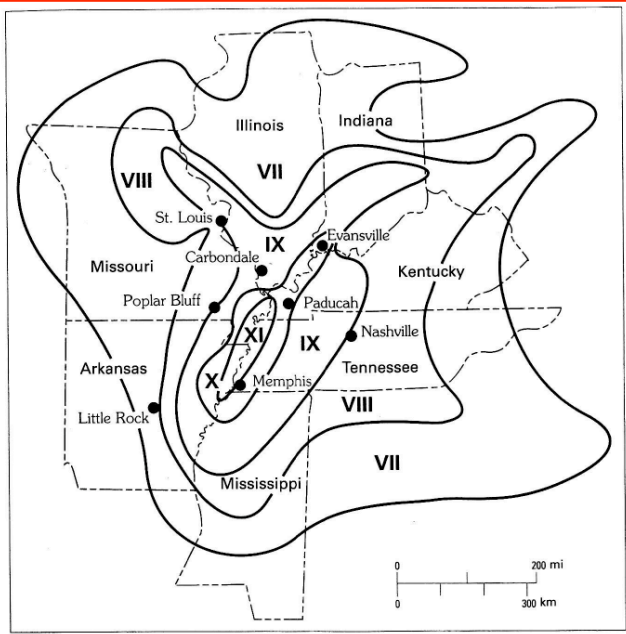 Illinois
Indiana
VII
VIII
St. Louis
IX
Evansville
Missouri
Carbondale
Kentucky
Poplar Bluff
Paducah
XI
IX
Nashville
Arkansas
X
Memphis
Tennessee
Little Rock
VIII
VII
Mississippi
0 200 mi
0 300 km